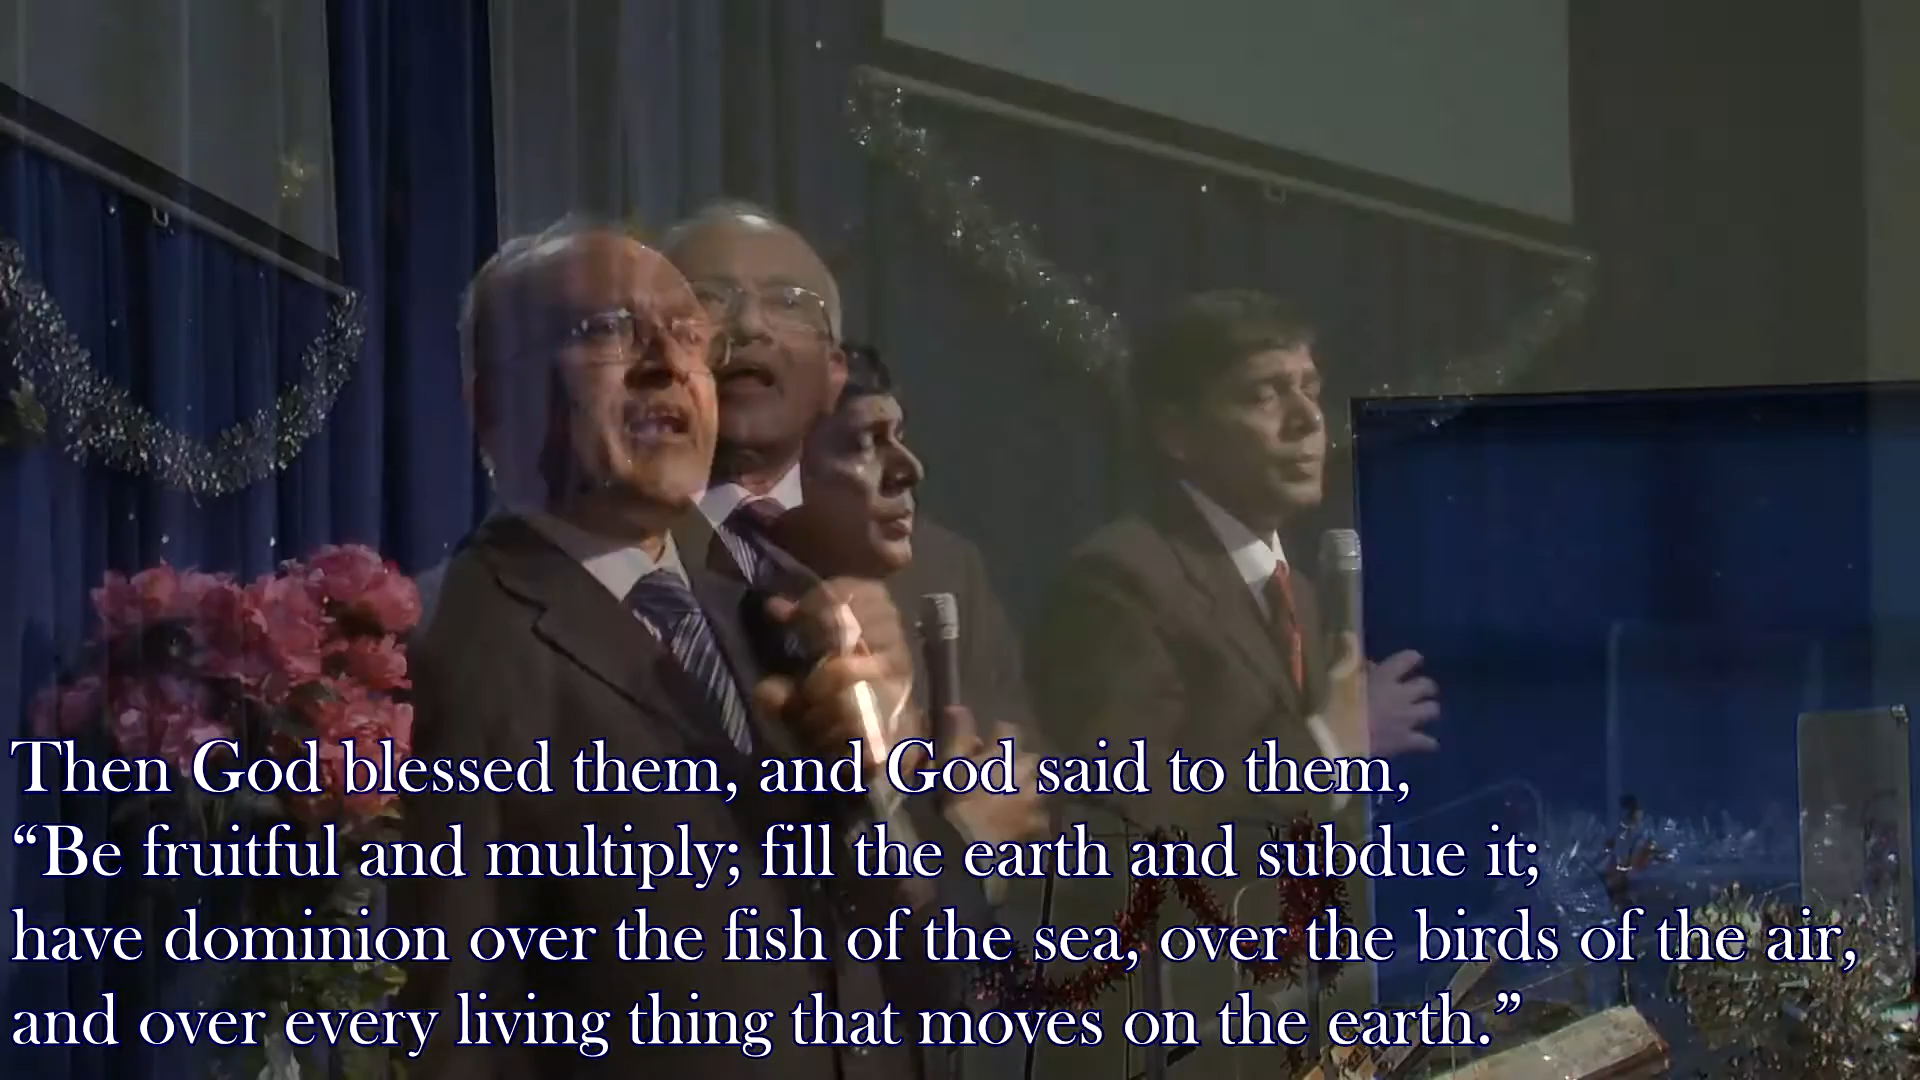 Then God blessed them, and God said to them,
“Be fruitful and multiply; fill the earth and subdue it;
have dominion over the fish of the sea, over the birds of the air,
and over every living thing that moves on the earth.”